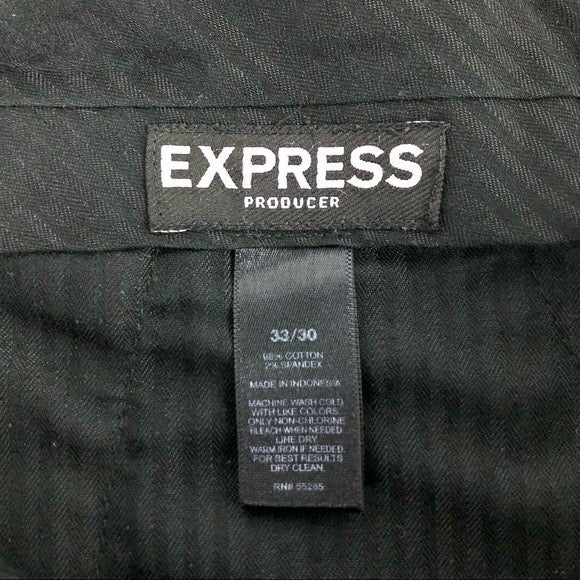 EXPRESS
PRODUCER
33/30
98% COTTON
2% SPANDEX
MADE IN INDONESIA
MACHINE WASH COLD
WITH LIKE COLORS.
ONLY NON-CHLORINE
BLEACH WHEN NEEDED.
LINE DRY.
WARM IRON IF NEEDED.
FOR BEST RESULTS
DRY CLEAN.
RN# 55285